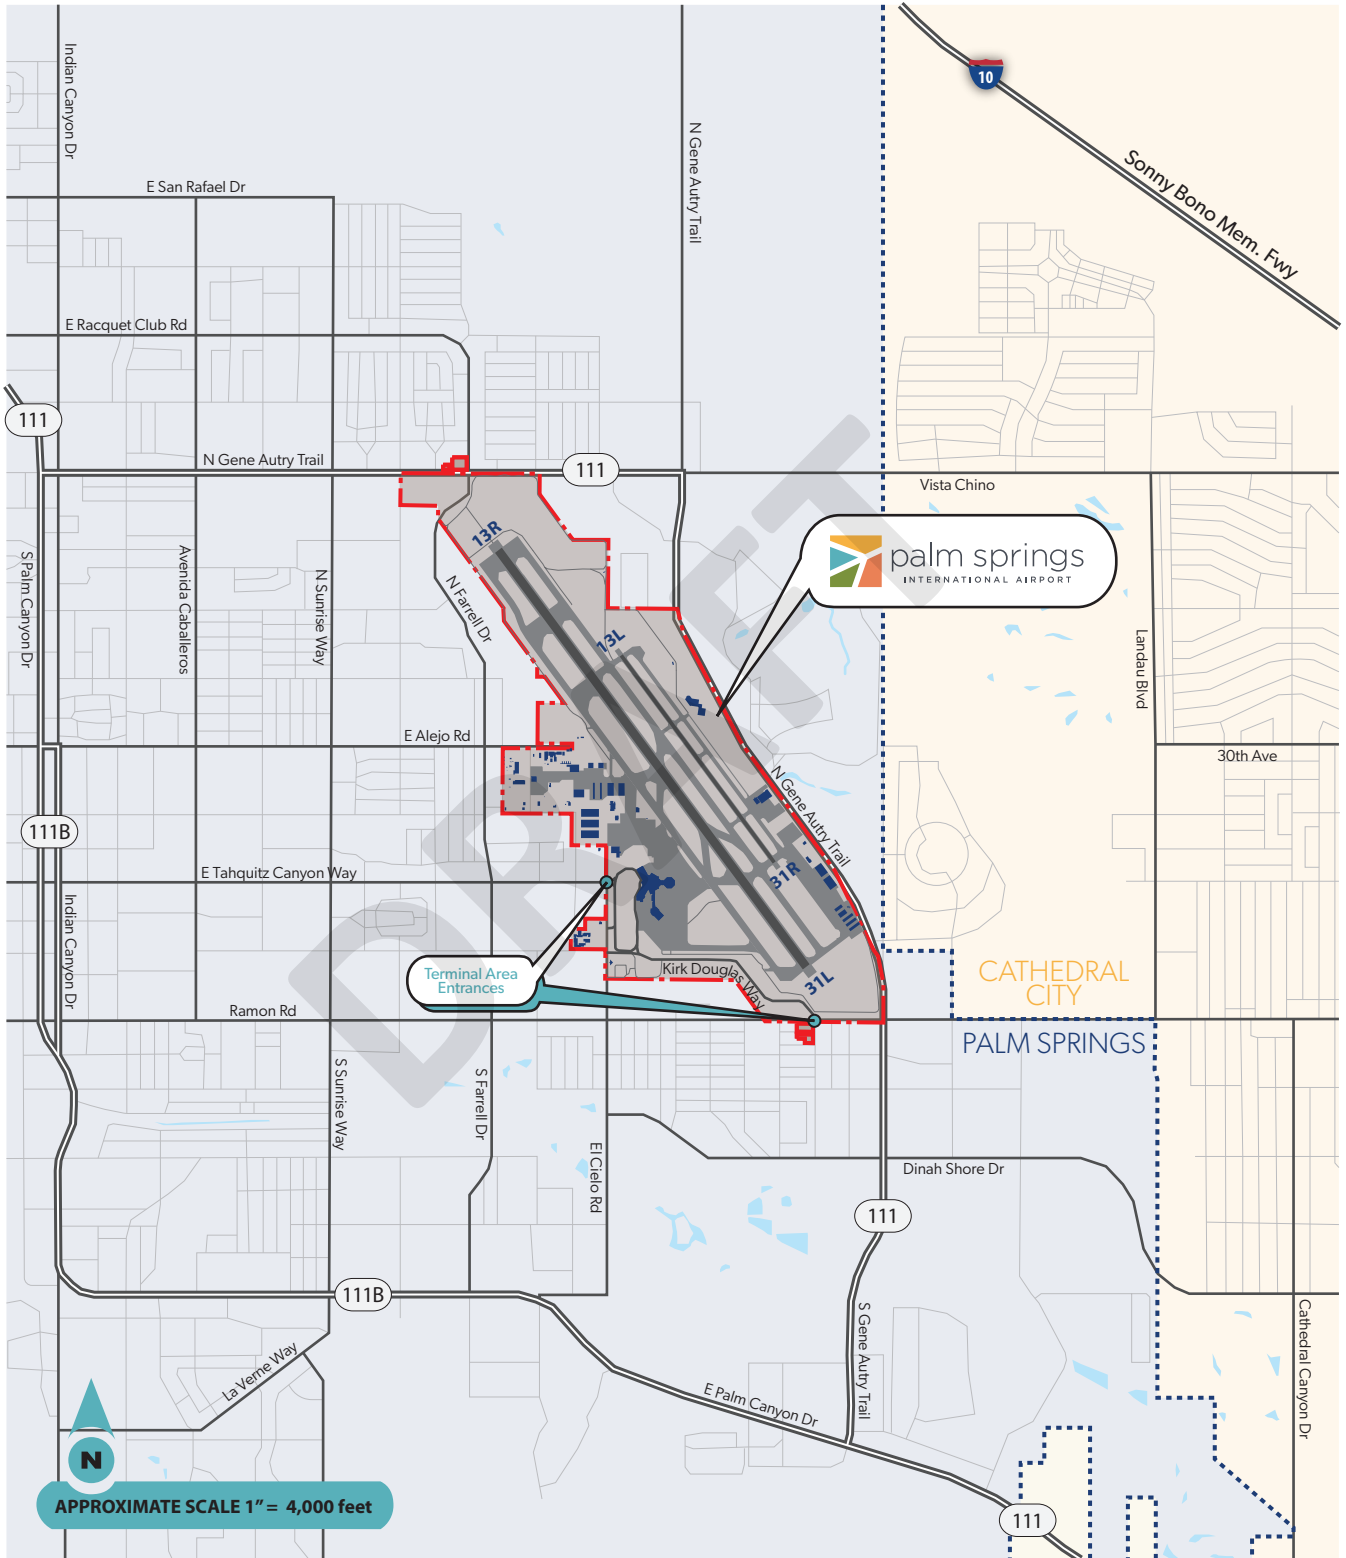 Indian Canyon Dr
10
N Gene Autry Trail
Sonny Bono Mem. Fwy
E San Rafael Dr
E Racquet Club Rd
111
N Gene Autry Trail
111
Vista Chino
13R
palm springs
INTERNATIONAL AIRPORT
S Palm Canyon Dr
Avenida Caballeros
N Sunrise Way
N Farrell Dr
13L
Landau Blvd
DRAFT
E Alejo Rd
30th Ave
N Gene Autry Trail
111B
E Tahquitz Canyon Way
31R
Indian Canyon Dr
Terminal Area
Entrances
Kirk Douglas Way
31L
CATHEDRAL
CITY
Ramon Rd
PALM SPRINGS
S Sunrise Way
S Farrell Dr
El Cielo Rd
Dinah Shore Dr
111
111B
S Gene Autry Trail
Cathedral Canyon Dr
La Verne Way
E Palm Canyon Dr
N
APPROXIMATE SCALE 1" = 4,000 feet
111